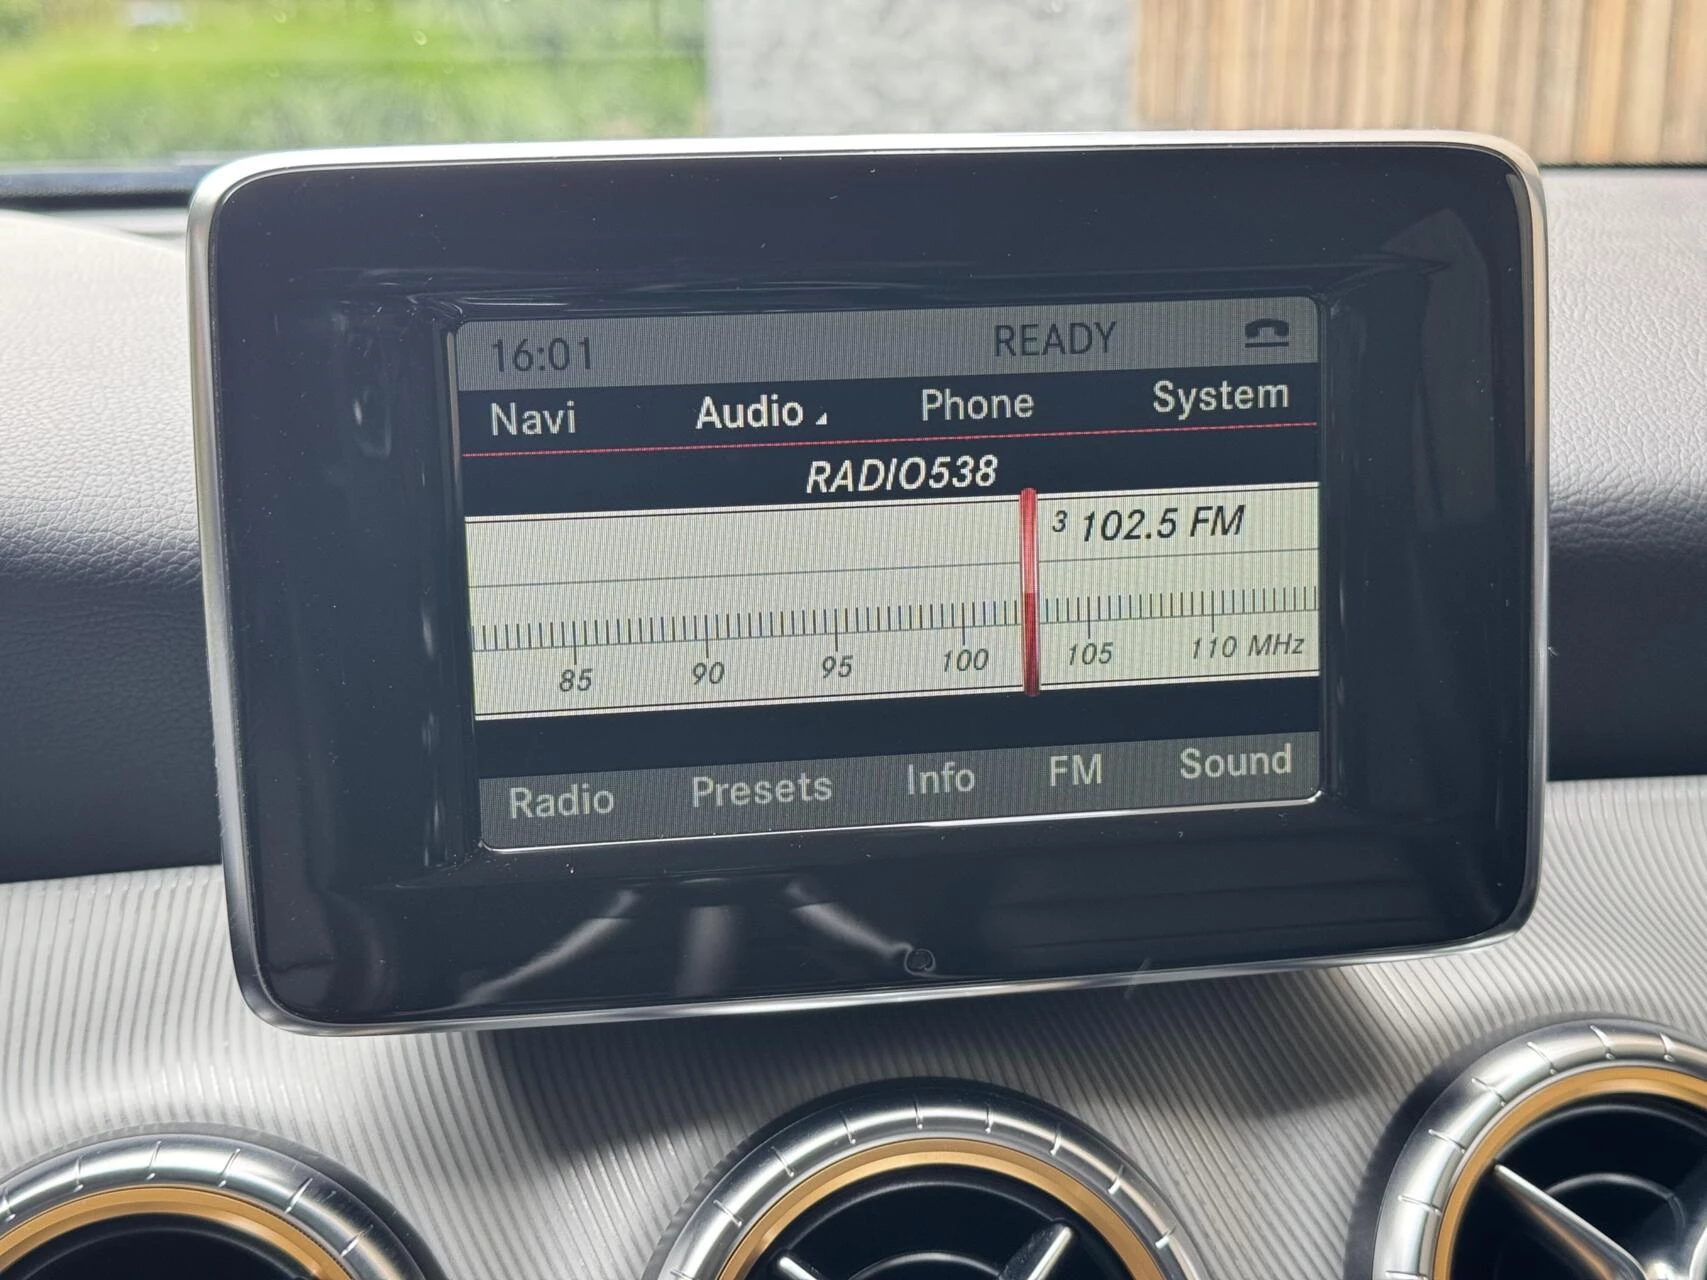 16:01 READY
Navi Audio Phone System
RADIO538
3 102.5 FM
85 90 95 100 105 110 MHz
Radio Presets Info FM Sound